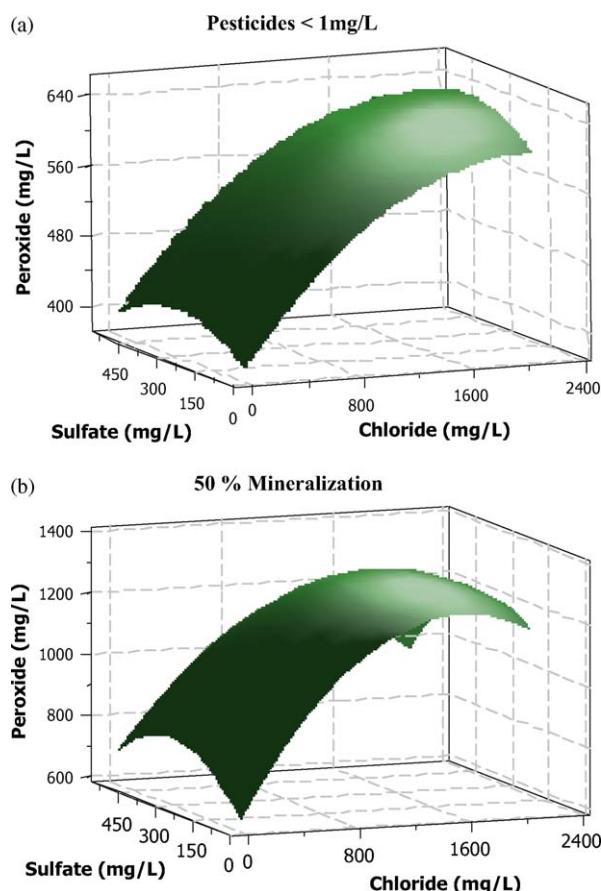 (a)
Pesticides < 1mg/L
640
560
480
400
Peroxide (mg/L)
450
300
150
0
0
800
1600
2400
Sulfate (mg/L)
Chloride (mg/L)
(b)
50 % Mineralization
1400
1200
1000
800
600
Peroxide (mg/L)
450
300
150
0
0
800
1600
2400
Sulfate (mg/L)
Chloride (mg/L)